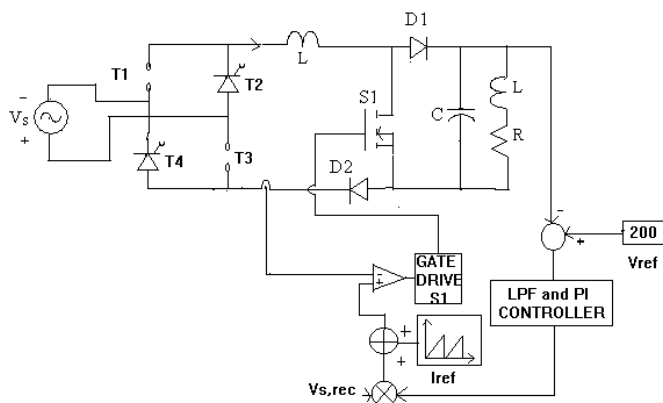 D1
L
T1
T2
S1
L
C
R
-
Vs
+
T4
T3
D2
-
+
200
Vref
GATE
DRIVE
S1
-
+
LPF and PI
CONTROLLER
+
+
Iref
Vs,rec